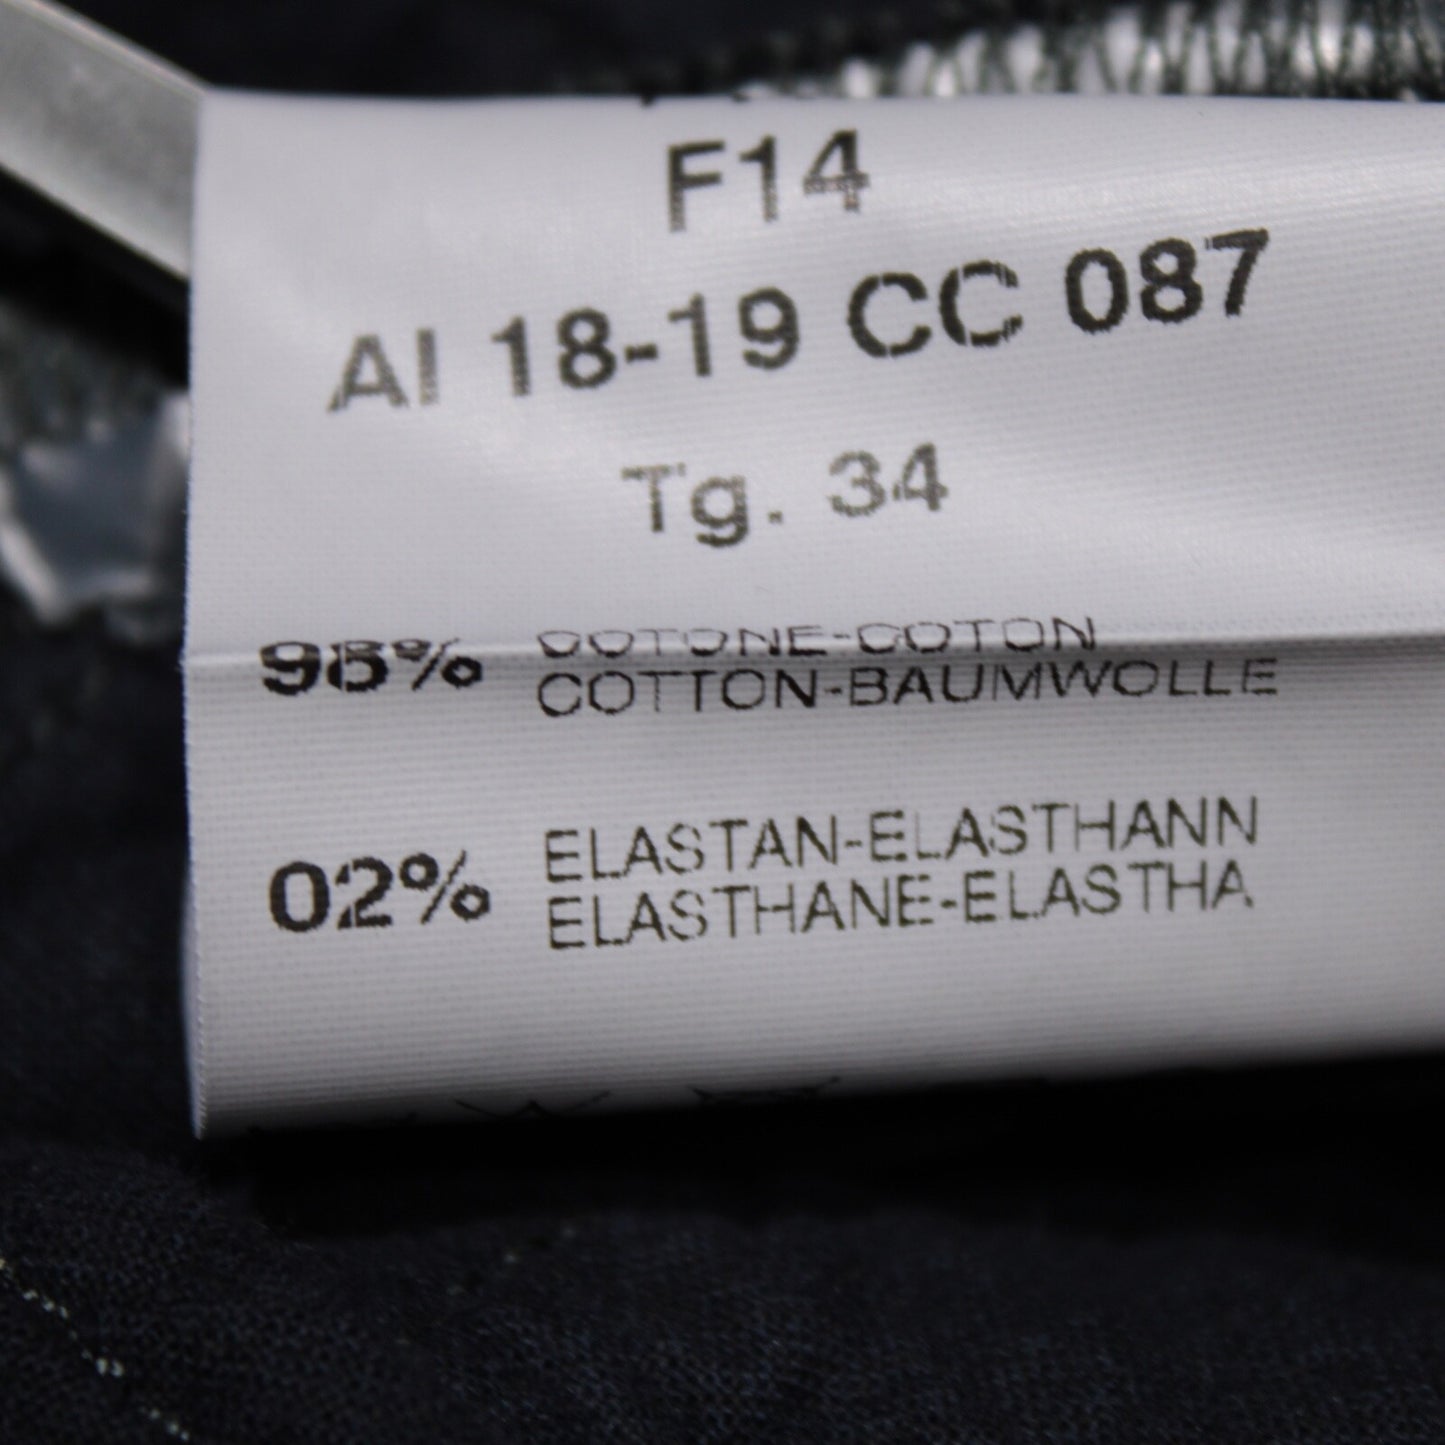 F14
AI 18-19 CC 087
Tg. 34
98% COTONE-COTON
COTTON-BAUMWOLLE
02% ELASTAN-ELASTHANN
ELASTHANE-ELASTHA